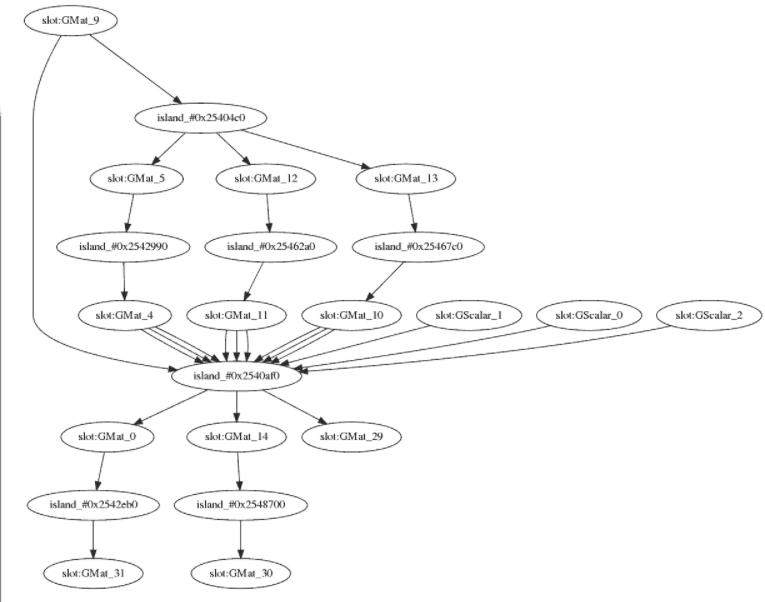 slot:GMat_9
island_#0x25404c0
slot:GMat_5
slot:GMat_12
slot:GMat_13
island_#0x2542990
island_#0x25462a0
island_#0x25467c0
slot:GMat_4
slot:GMat_11
slot:GMat_10
slot:GScalar_1
slot:GScalar_0
slot:GScalar_2
island_#0x2540af0
slot:GMat_0
slot:GMat_14
slot:GMat_29
island_#0x2542eb0
island_#0x2548700
slot:GMat_31
slot:GMat_30